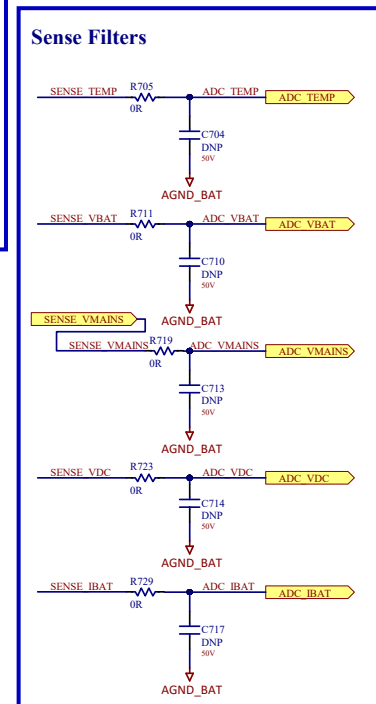 Sense Filters
SENSE_TEMP R705 ADC_TEMP ADC_TEMP
0R
C704
DNP
50V
AGND_BAT
SENSE_VBAT R711 ADC_VBAT ADC_VBAT
0R
C710
DNP
50V
AGND_BAT
SENSE_VMAINS
SENSE_VMAINS R719 ADC_VMAINS ADC_VMAINS
0R
C713
DNP
50V
AGND_BAT
SENSE_VDC R723 ADC_VDC ADC_VDC
0R
C714
DNP
50V
AGND_BAT
SENSE_IBAT R729 ADC_IBAT ADC_IBAT
0R
C717
DNP
50V
AGND_BAT